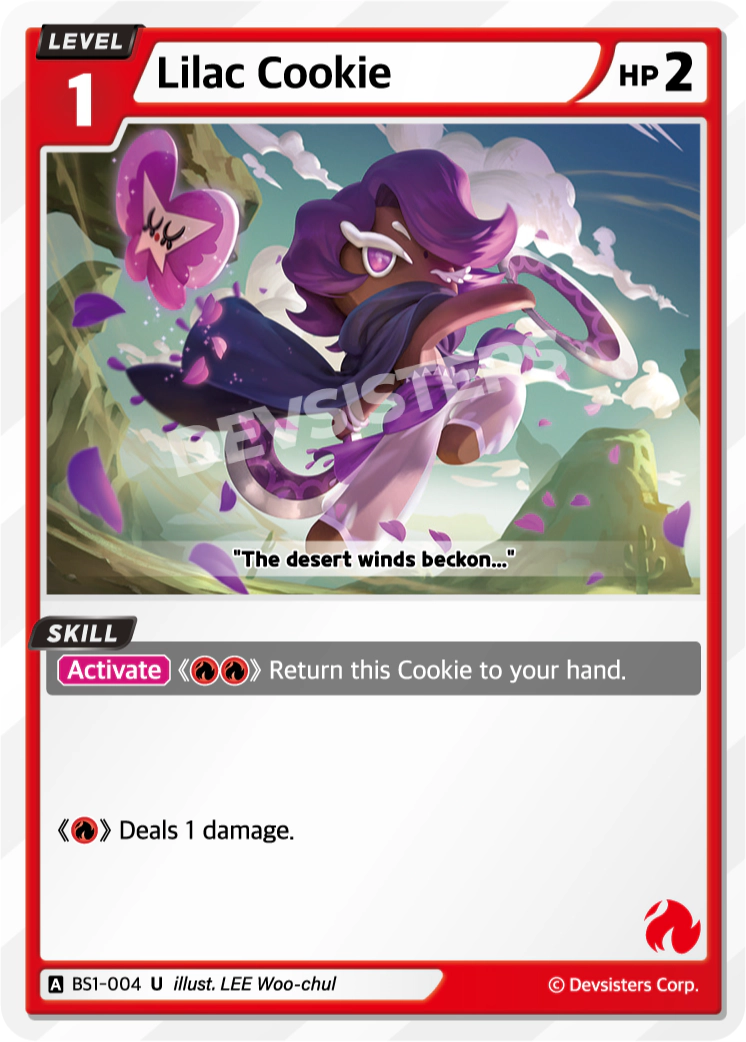 LEVEL
1
Lilac Cookie
HP 2
DEVSISTERS
"The desert winds beckon..."
SKILL
Activate 《》 Return this Cookie to your hand.
《》 Deals 1 damage.
A BS1-004 U illust. LEE Woo-chul
© Devsisters Corp.